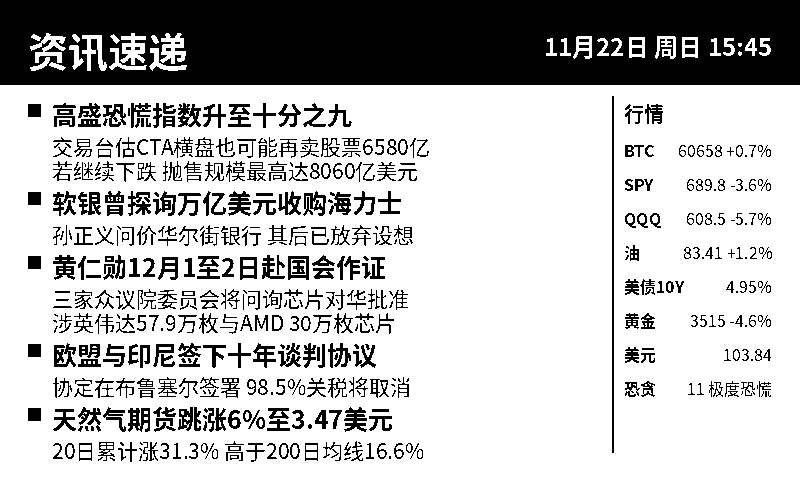 资讯速递
11月22日 周日 15:45
高盛恐慌指数升至十分之九
交易台估CTA横盘也可能再卖股票6580亿
若继续下跌 抛售规模最高达8060亿美元
软银曾探询万亿美元收购海力士
孙正义问价华尔街银行 其后已放弃设想
黄仁勋12月1至2日赴国会作证
三家众议院委员会将问询芯片对华批准
涉英伟达57.9万枚与AMD 30万枚芯片
欧盟与印尼签下十年谈判协议
协定在布鲁塞尔签署 98.5%关税将取消
天然气期货跳涨6%至3.47美元
20日累计涨31.3% 高于200日均线16.6%
行情
BTC 60658 +0.7%
SPY 689.8 -3.6%
QQQ 608.5 -5.7%
油 83.41 +1.2%
美债10Y 4.95%
黄金 3515 -4.6%
美元 103.84
恐贪 11 极度恐慌